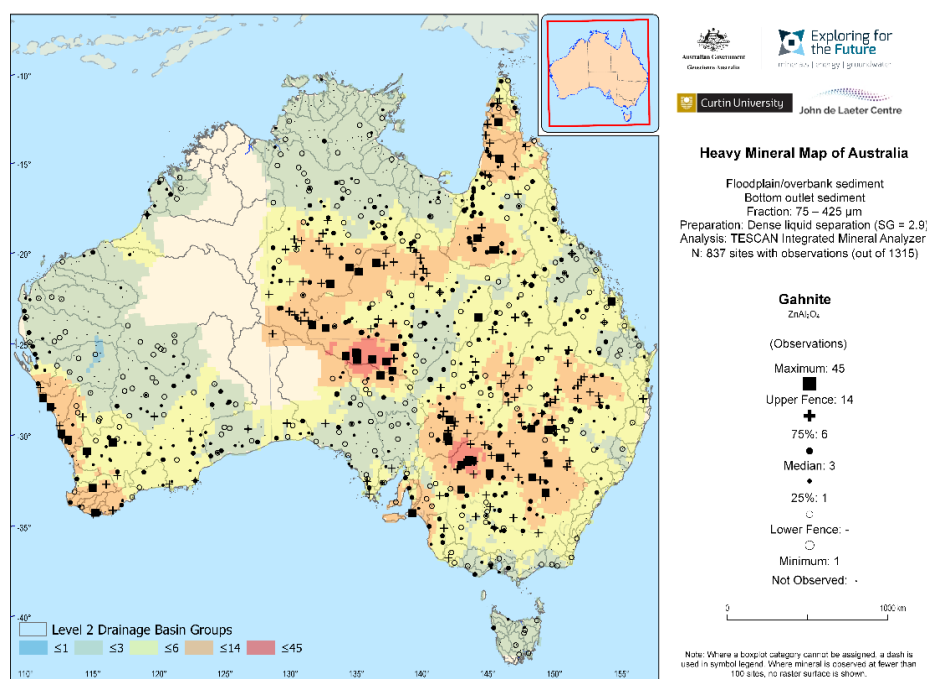 -10°
-15°
-20°
-25°
-30°
-35°
-40°
110°
115°
120°
125°
130°
135°
140°
145°
150°
155°
Level 2 Drainage Basin Groups
≤1
≤3
≤6
≤14
≤45
Australian Government
Geoscience Australia
Exploring for
the Future
minerals | energy | groundwater
Curtin University
John de Laeter Centre
Heavy Mineral Map of Australia
Floodplain/overbank sediment
Bottom outlet sediment
Fraction: 75 – 425 µm
Preparation: Dense liquid separation (SG = 2.9)
Analysis: TESCAN Integrated Mineral Analyzer
N: 837 sites with observations (out of 1315)
Gahnite
ZnAl₂O₄
(Observations)
Maximum: 45
Upper Fence: 14
75%: 6
Median: 3
25%: 1
Lower Fence: -
Minimum: 1
Not Observed:
0
1000 km
Note: Where a boxplot category cannot be assigned, a dash is
used in symbol legend. Where mineral is observed at fewer than
100 sites, no raster surface is shown.